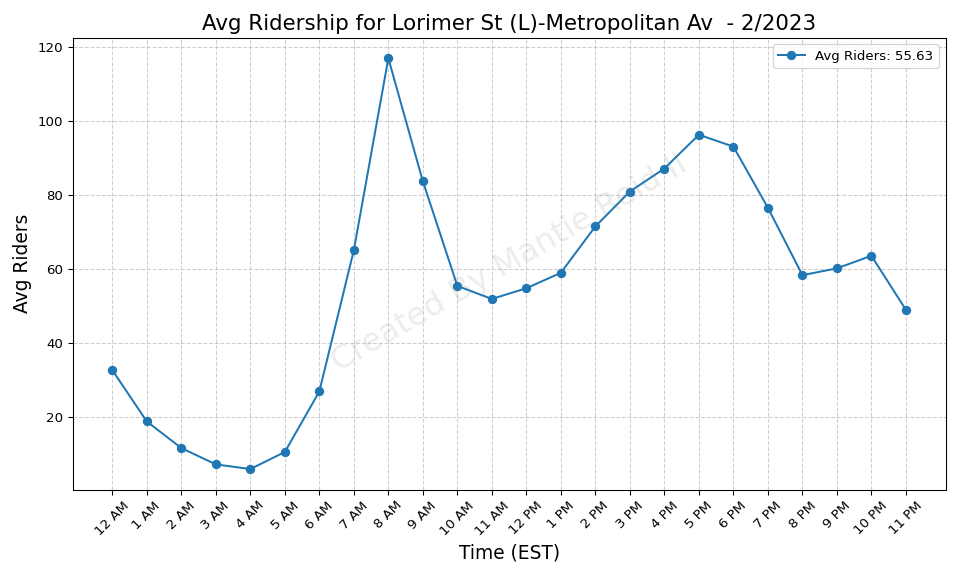 Avg Ridership for Lorimer St (L)-Metropolitan Av  - 2/2023
Avg Riders: 55.63
Avg Riders
120
100
80
60
40
20
Created By Mantie Reid II
12 AM
1 AM
2 AM
3 AM
4 AM
5 AM
6 AM
7 AM
8 AM
9 AM
10 AM
11 AM
12 PM
1 PM
2 PM
3 PM
4 PM
5 PM
6 PM
7 PM
8 PM
9 PM
10 PM
11 PM
Time (EST)